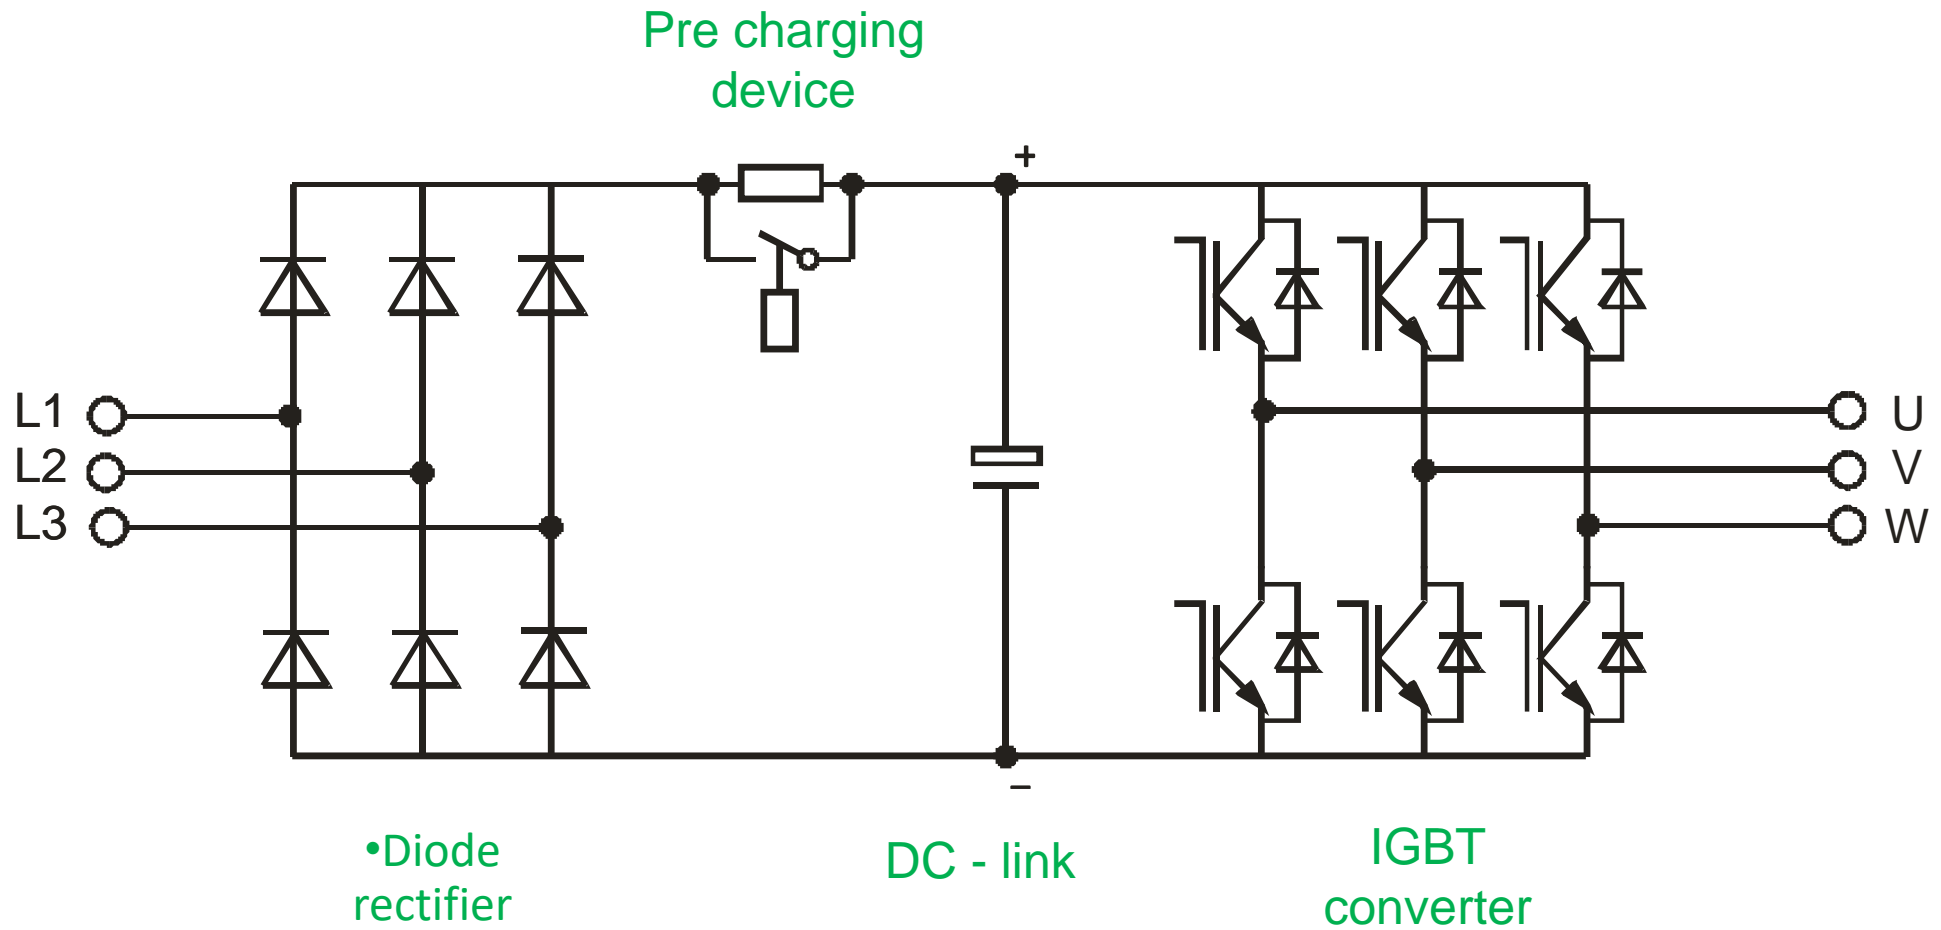 Pre charging
device
+
L1
L2
L3
U
V
W
–
•Diode
rectifier
DC - link
IGBT
converter